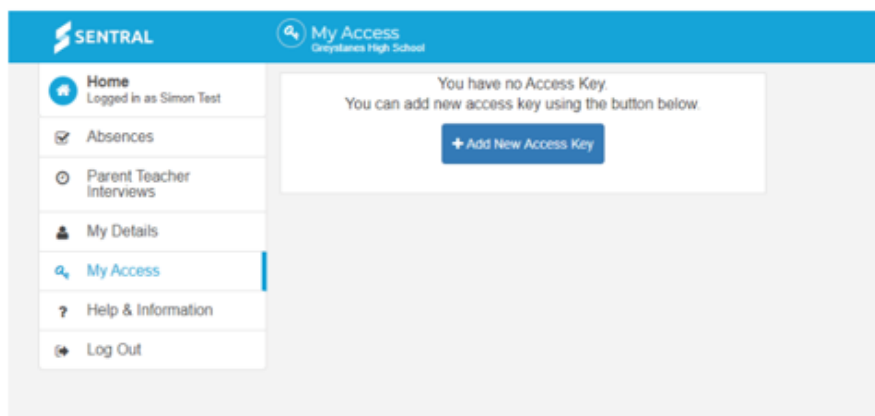 SENTRAL
My Access
Greystanes High School
Home
Logged in as Simon Test
Absences
Parent Teacher
Interviews
My Details
My Access
? Help & Information
Log Out
You have no Access Key.
You can add new access key using the button below.
+ Add New Access Key